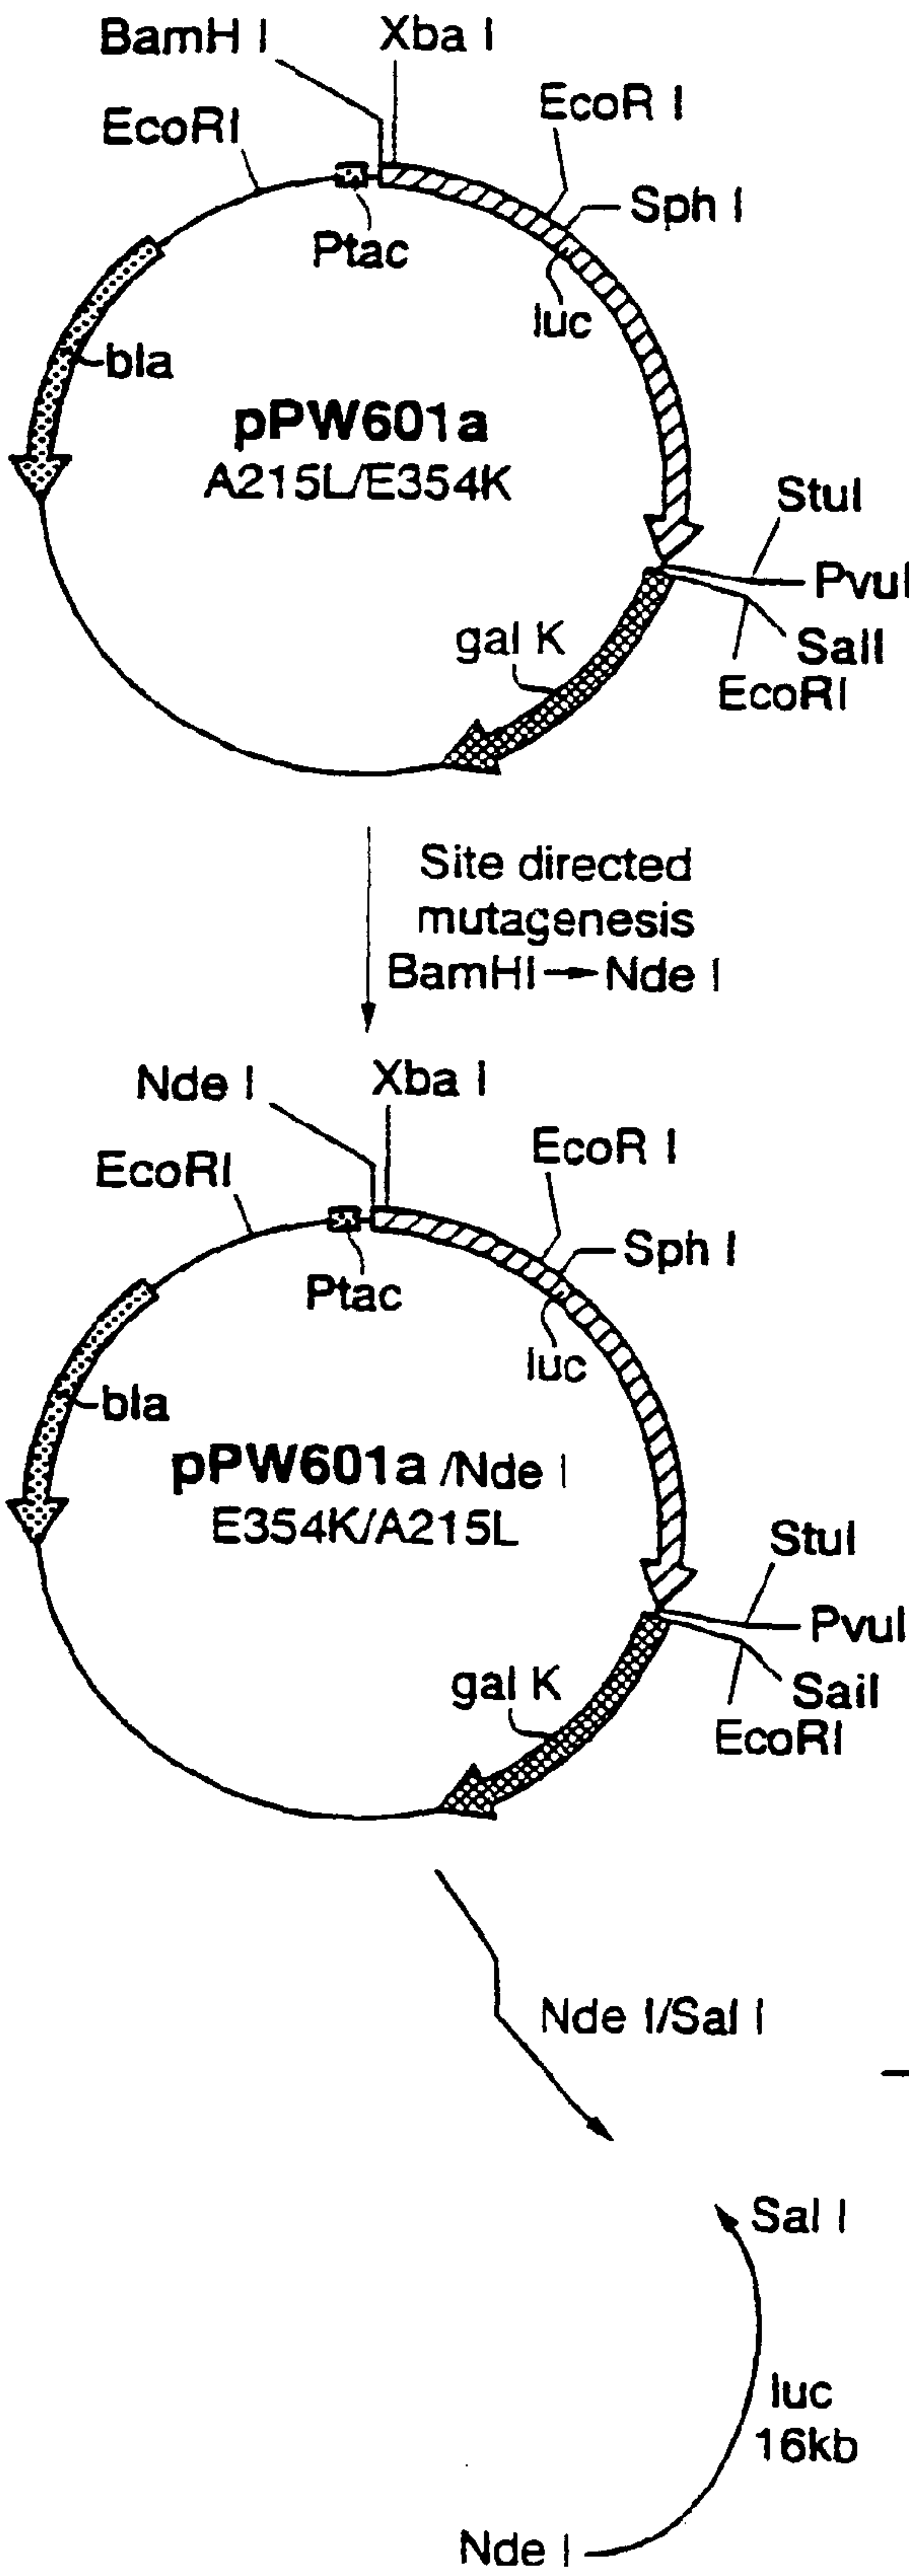 BamH I
Xba I
EcoRI
EcoR I
Sph I
Ptac
luc
bla
pPW601a
A215L/E354K
StuI
PvuI
SalI
EcoRI
gal K
Site directed
mutagenesis
BamHI→Nde I
Nde I
Xba I
EcoRI
EcoR I
Sph I
Ptac
luc
bla
pPW601a /Nde I
E354K/A215L
StuI
PvuI
SalI
EcoRI
gal K
Nde I/Sal I
Sal I
luc
16kb
Nde I